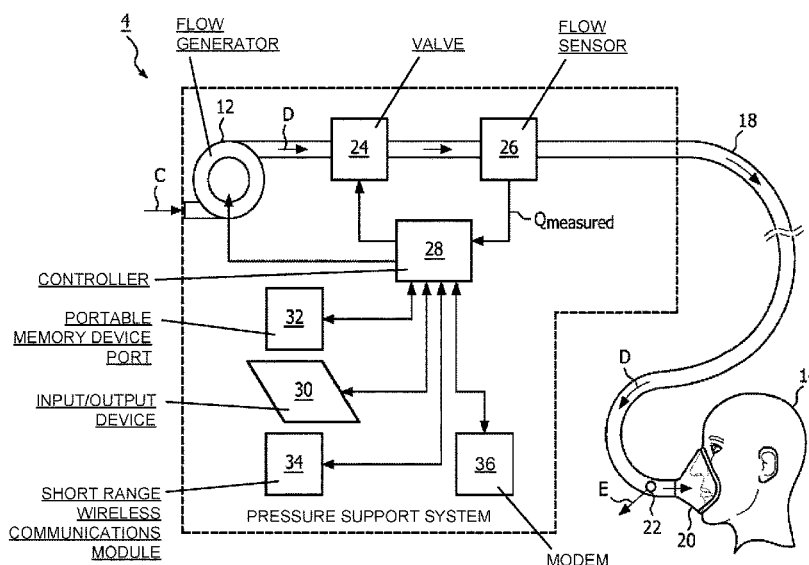 4
FLOW
GENERATOR
VALVE
FLOW
SENSOR
12
D
24
26
18
C
Qmeasured
28
CONTROLLER
32
PORTABLE
MEMORY DEVICE
PORT
30
INPUT/OUTPUT
DEVICE
34
36
SHORT RANGE
WIRELESS
COMMUNICATIONS
MODULE
PRESSURE SUPPORT SYSTEM
MODEM
D
E
22
20